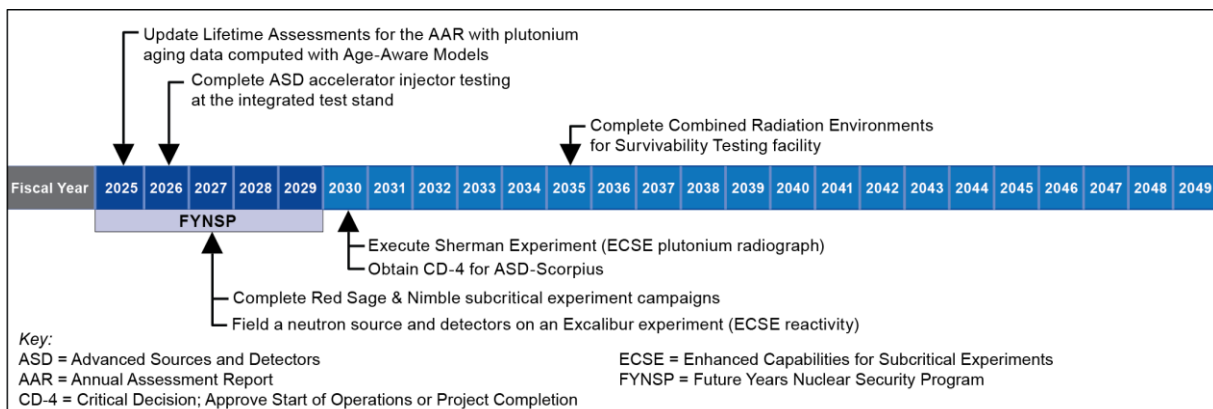 Update Lifetime Assessments for the AAR with plutonium
aging data computed with Age-Aware Models
Complete ASD accelerator injector testing
at the integrated test stand
Complete Combined Radiation Environments
for Survivability Testing facility
Fiscal Year 2025 2026 2027 2028 2029 2030 2031 2032 2033 2034 2035 2036 2037 2038 2039 2040 2041 2042 2043 2044 2045 2046 2047 2048 2049
FYNSP
Execute Sherman Experiment (ECSE plutonium radiograph)
Obtain CD-4 for ASD-Scorpius
Complete Red Sage & Nimble subcritical experiment campaigns
Field a neutron source and detectors on an Excalibur experiment (ECSE reactivity)
Key:
ASD = Advanced Sources and Detectors
AAR = Annual Assessment Report
CD-4 = Critical Decision; Approve Start of Operations or Project Completion
ECSE = Enhanced Capabilities for Subcritical Experiments
FYNSP = Future Years Nuclear Security Program